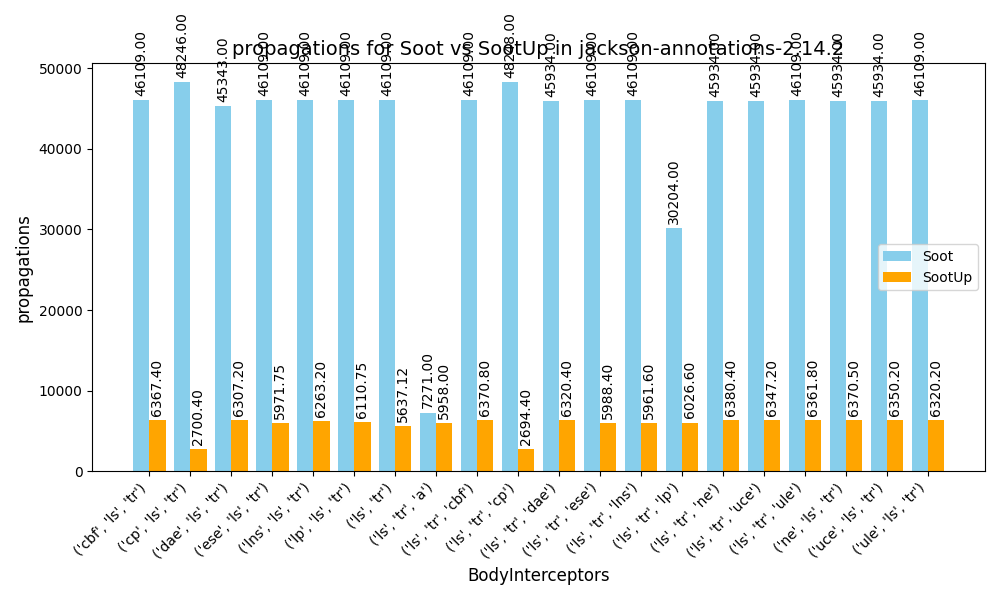 propagations for Soot vs SootUp in jackson-annotations-2.14.2
propagations
50000
40000
30000
20000
10000
0
46109.00
48246.00
45343.00
46109.00
46109.00
46109.00
46109.00
7271.00
46109.00
45934.00
46109.00
46109.00
30204.00
45934.00
45934.00
46109.00
45934.00
45934.00
46109.00
6367.40
2700.40
6307.20
5971.75
6263.20
6110.75
5637.12
5958.00
6370.80
2694.40
6320.40
5988.40
5961.60
6026.60
6380.40
6347.20
6361.80
6370.50
6350.20
6320.20
Soot
SootUp
('cbf', 'ls', 'tr')
('cp', 'ls', 'tr')
('dae', 'ls', 'tr')
('ese', 'ls', 'tr')
('lns', 'ls', 'tr')
('lp', 'ls', 'tr')
('ls', 'tr')
('ls', 'tr', 'a')
('ls', 'tr', 'cbf')
('ls', 'tr', 'cp')
('ls', 'tr', 'dae')
('ls', 'tr', 'ese')
('ls', 'tr', 'lns')
('ls', 'tr', 'lp')
('ls', 'tr', 'ne')
('ls', 'tr', 'uce')
('ls', 'tr', 'ule')
('ne', 'ls', 'tr')
('uce', 'ls', 'tr')
('ule', 'ls', 'tr')
BodyInterceptors